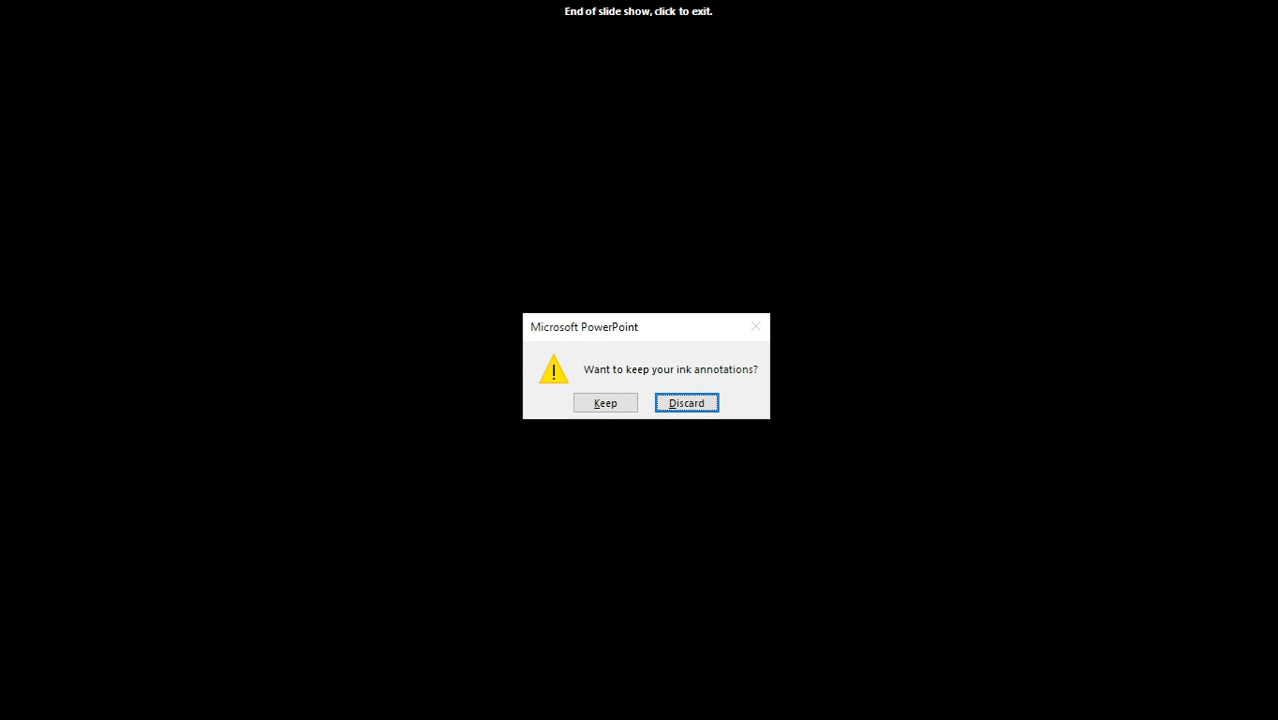 End of slide show, click to exit.
Microsoft PowerPoint
Want to keep your ink annotations?
Keep Discard